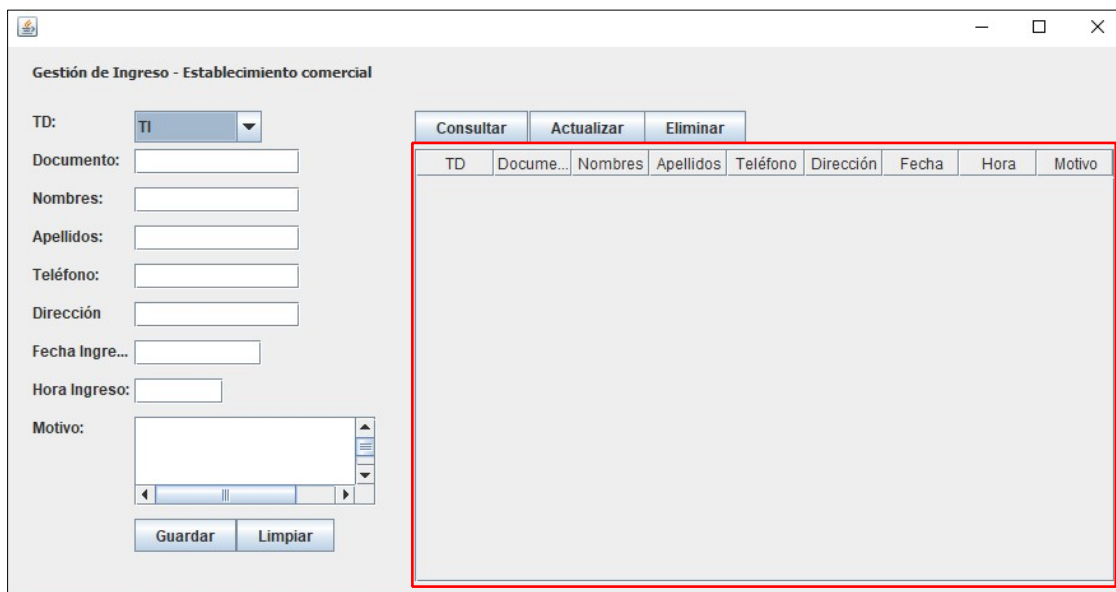 Gestión de Ingreso - Establecimiento comercial
TD:
TI
Documento:
Nombres:
Apellidos:
Teléfono:
Dirección
Fecha Ingre...
Hora Ingreso:
Motivo:
Guardar Limpiar
Consultar Actualizar Eliminar
TD Docume... Nombres Apellidos Teléfono Dirección Fecha Hora Motivo